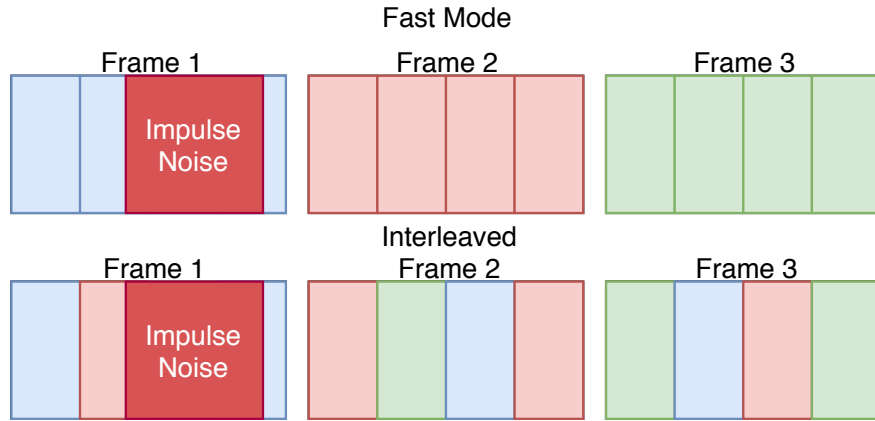 Fast Mode
Frame 1
Frame 2
Frame 3
Impulse
Noise
Interleaved
Frame 1
Frame 2
Frame 3
Impulse
Noise